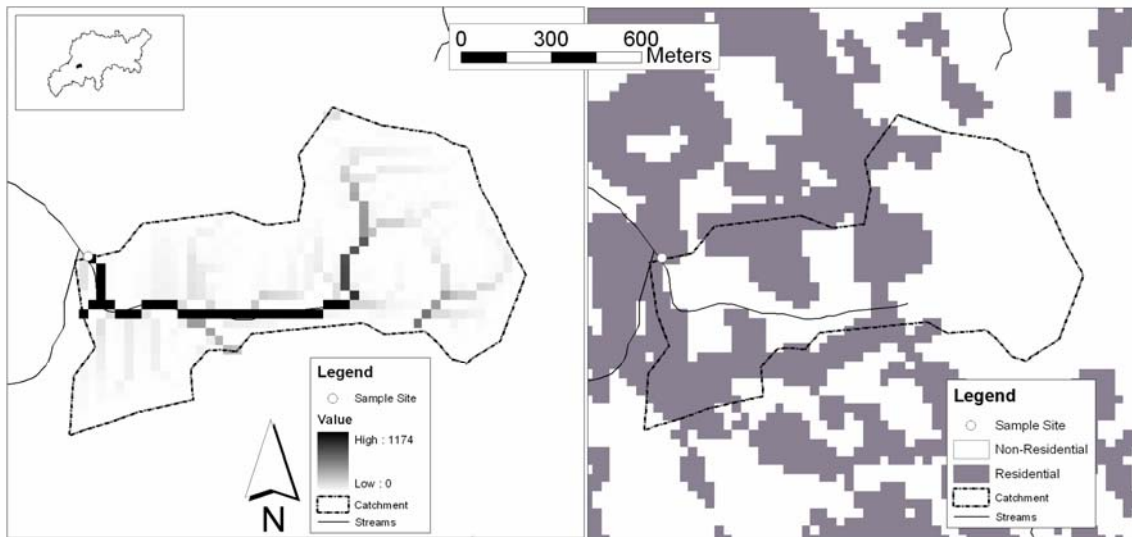 0 300 600
Meters
Legend
Sample Site
Value
High : 1174
Low : 0
Catchment
Streams
N
Legend
Sample Site
Non-Residential
Residential
Catchment
Streams